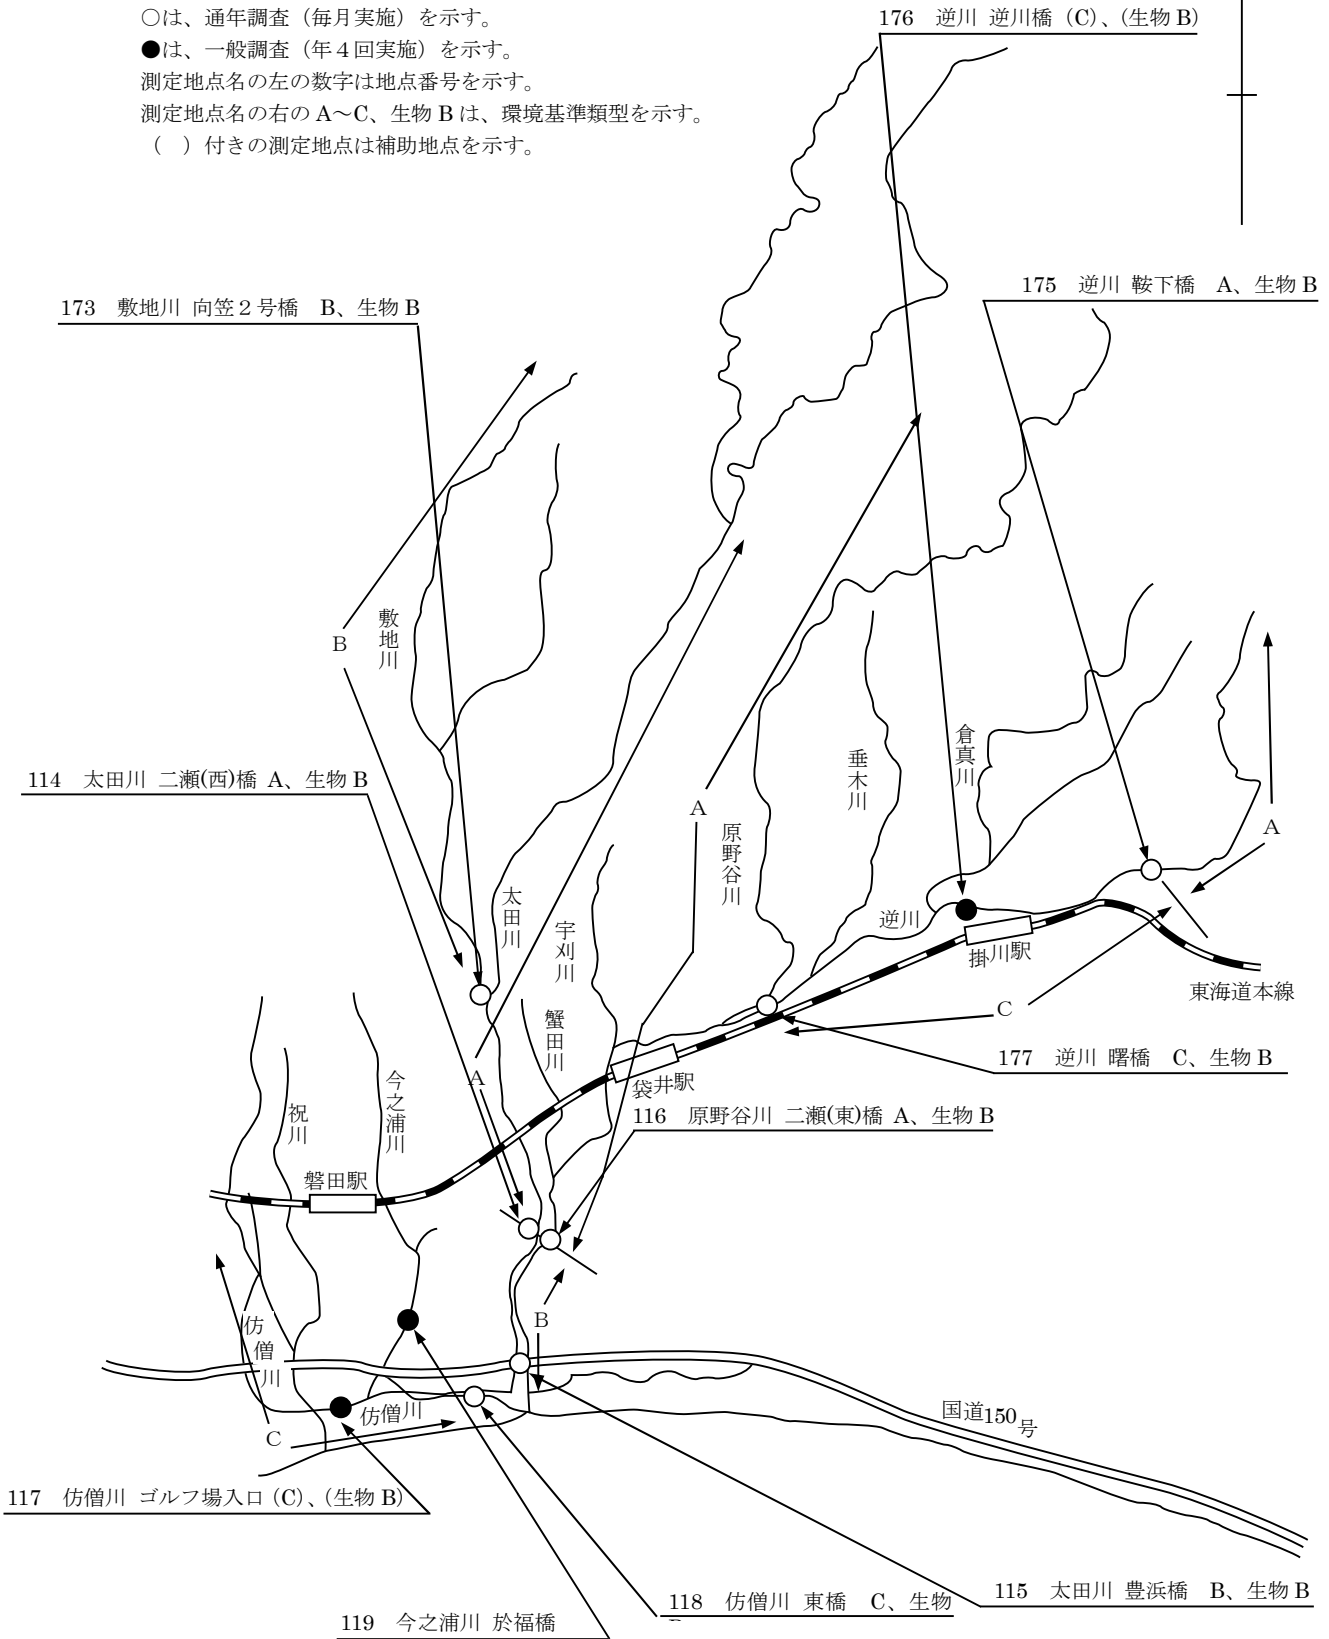 ○は、通年調査（毎月実施）を示す。
●は、一般調査（年４回実施）を示す。
測定地点名の左の数字は地点番号を示す。
測定地点名の右の A～C、生物 B は、環境基準類型を示す。
（　）付きの測定地点は補助地点を示す。
176　逆川 逆川橋（C）、（生物 B）
175　逆川 鞍下橋　A、生物 B
173　敷地川 向笠２号橋　B、生物 B
B
敷地川
114　太田川 二瀬(西)橋 A、生物 B
A
原野谷川
垂木川
倉真川
A
太田川
宇刈川
逆川
掛川駅
東海道本線
C
蟹田川
177　逆川 曙橋　C、生物 B
A
袋井駅
今之浦川
祝川
116　原野谷川 二瀬(東)橋 A、生物 B
磐田駅
B
仿僧川
国道150号
仿僧川
C
117　仿僧川 ゴルフ場入口（C）、（生物 B）
115　太田川 豊浜橋　B、生物 B
118　仿僧川 東橋　C、生物
119　今之浦川 於福橋